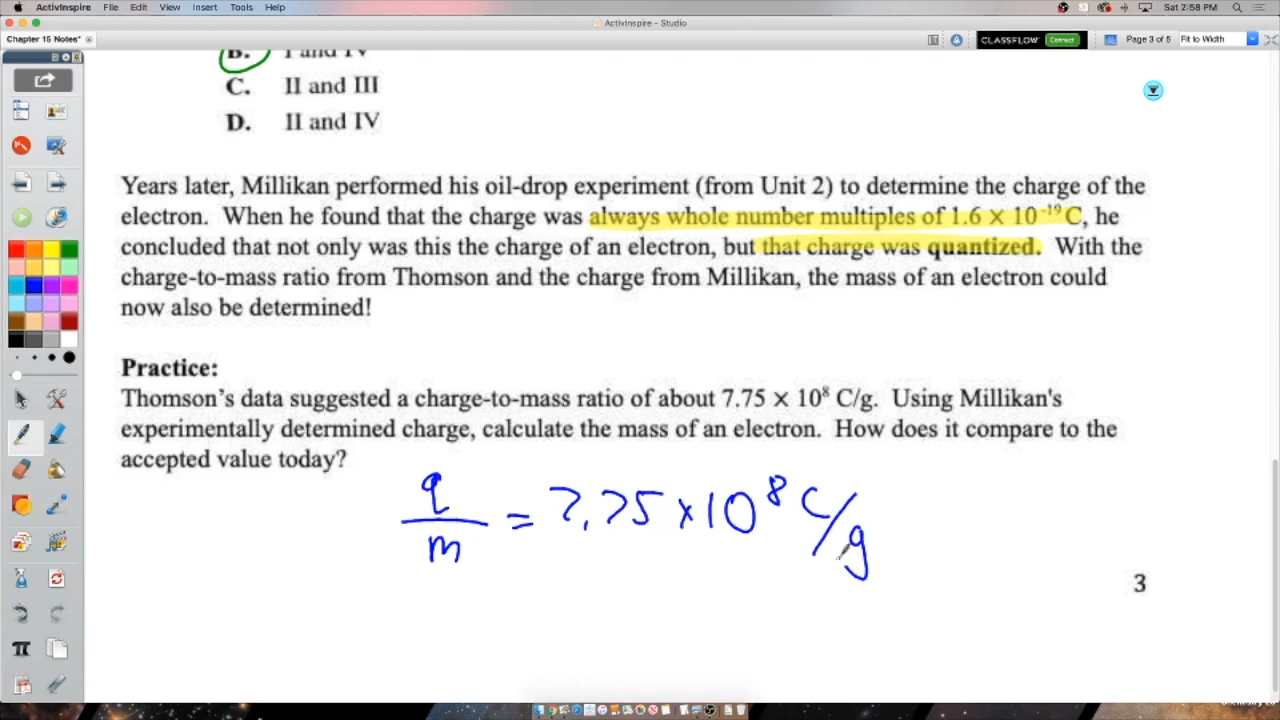 ActivInspire File Edit View Insert Tools Help Sat 2:58 PM
ActivInspire - Studio
Chapter 15 Notes* CLASSFLOW Connect Page 3 of 5 Fit to Width
B. I and IV
C. II and III
D. II and IV
Years later, Millikan performed his oil-drop experiment (from Unit 2) to determine the charge of the
electron. When he found that the charge was always whole number multiples of 1.6 × 10⁻¹⁹ C, he
concluded that not only was this the charge of an electron, but that charge was quantized. With the
charge-to-mass ratio from Thomson and the charge from Millikan, the mass of an electron could
now also be determined!
Practice:
Thomson's data suggested a charge-to-mass ratio of about 7.75 × 10⁸ C/g. Using Millikan's
experimentally determined charge, calculate the mass of an electron. How does it compare to the
accepted value today?
q/m = 7.75 × 10⁸ C/g
3